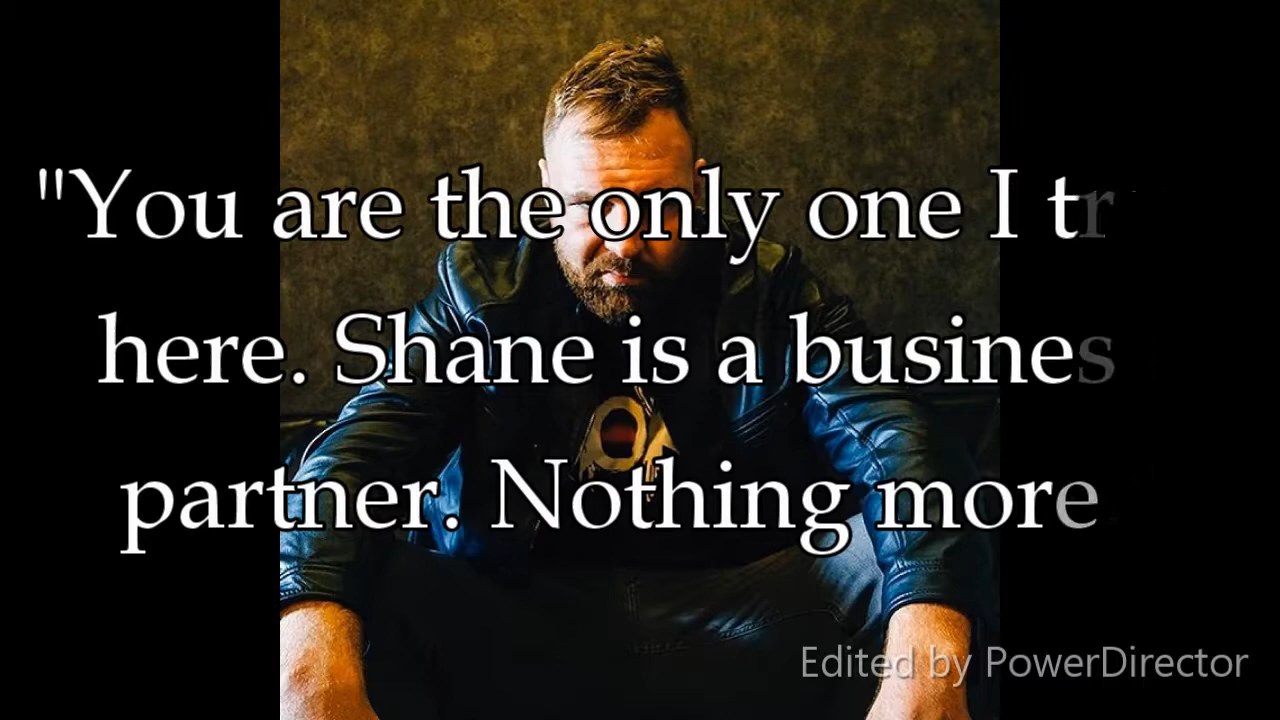 "You are the only one I tr
here. Shane is a busines
partner. Nothing more
Edited by PowerDirector